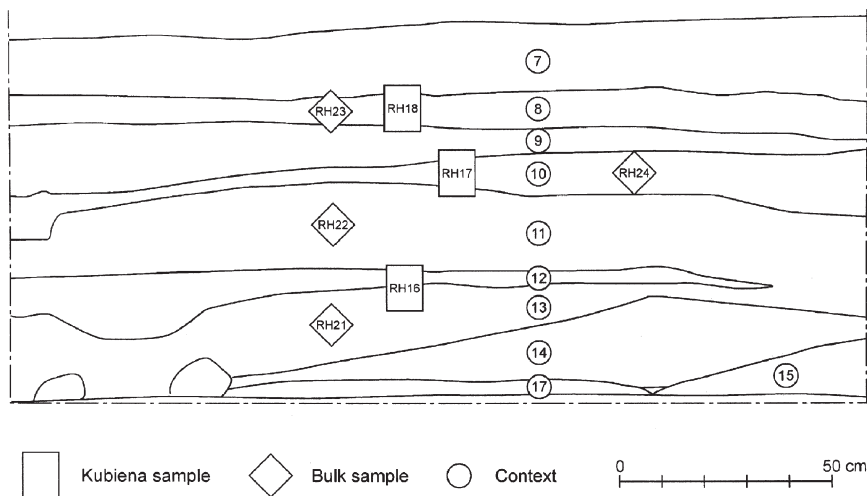 7
RH23 RH18 8
9
RH17 10 RH24
RH22 11
RH16 12
13
RH21
14
15
17
Kubiena sample Bulk sample Context 0 50 cm